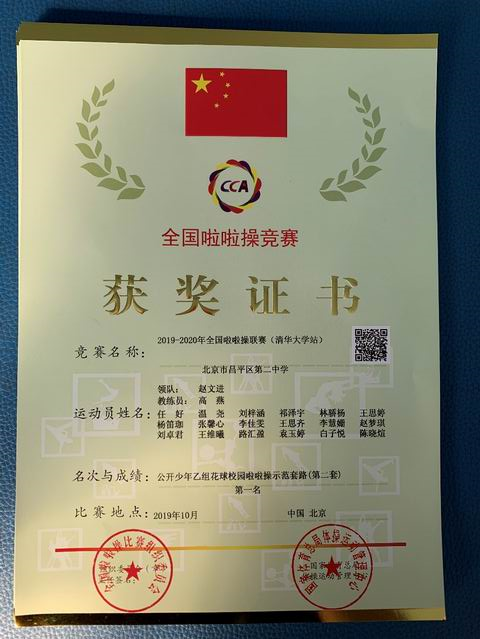 CCA
全国啦啦操竞赛
获奖证书
2019-2020年全国啦啦操联赛（清华大学站）
竞赛名称：
北京市昌平区第二中学
领队： 赵文进
教练员： 高 燕
运动员姓名： 任 好 温 尧 刘梓涵 祁泽宇 林骄杨 王思婷
杨笛珈 张馨心 李佳雯 王思齐 李慧姗 赵梦琪
刘卓君 王维曦 路汇盈 袁玉婷 白子悦 陈晓煊
名次与成绩： 公开少年乙组花球校园啦啦操示范套路(第二套)
第一名
比赛地点： 2019年10月 中国 北京